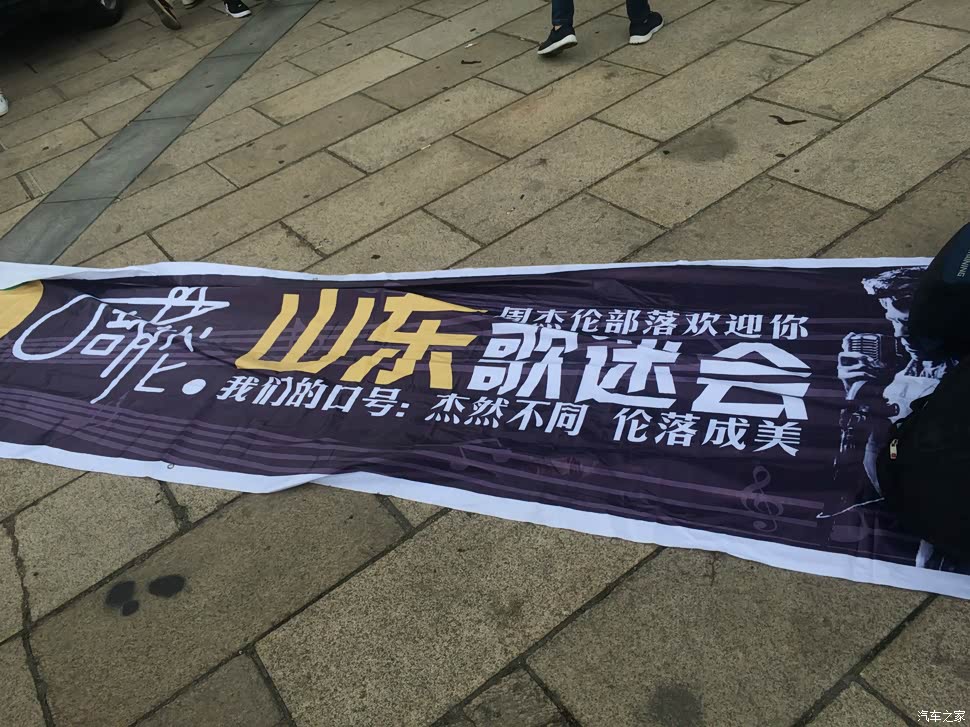 周杰伦部落欢迎你
山东 歌迷会
我们的口号：杰然不同 伦落成美
汽车之家